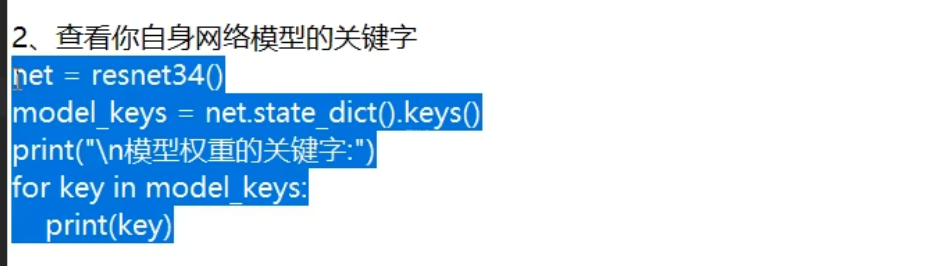 2、查看你自身网络模型的关键字
net = resnet34()
model_keys = net.state_dict().keys()
print("\n模型权重的关键字:")
for key in model_keys:
    print(key)